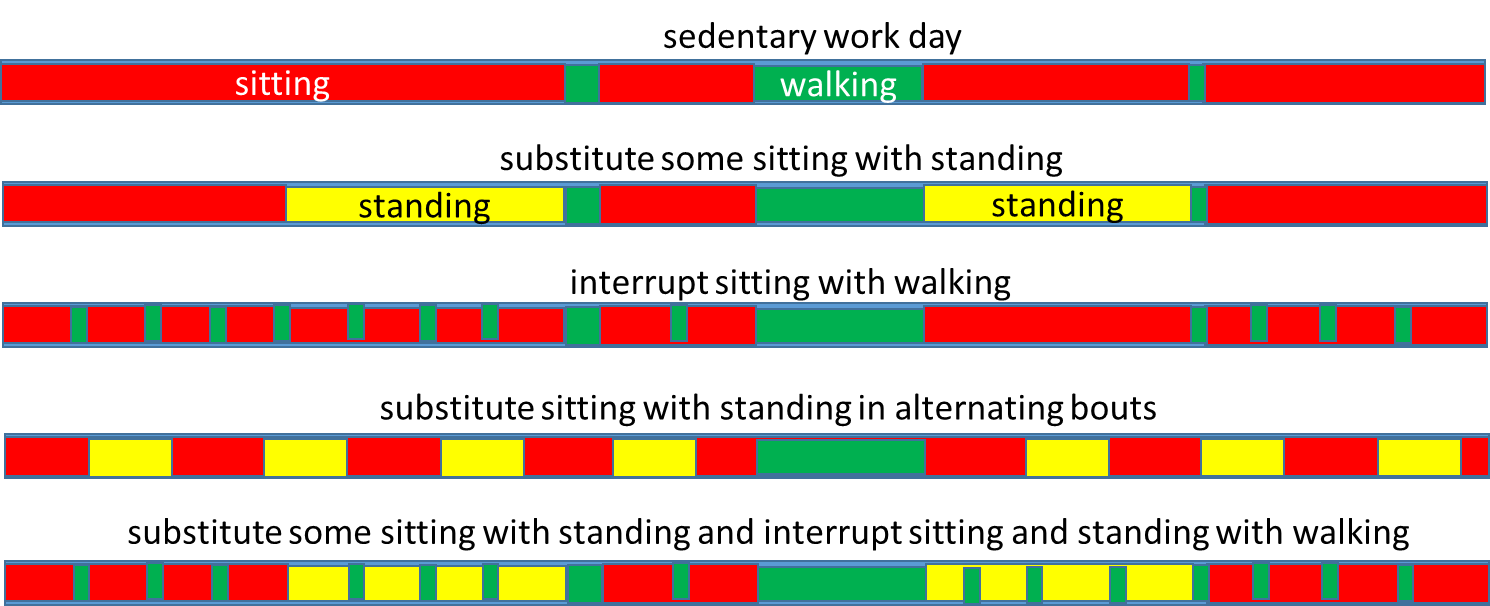 sedentary work day
sitting
walking
substitute some sitting with standing
standing
standing
interrupt sitting with walking
substitute sitting with standing in alternating bouts
substitute some sitting with standing and interrupt sitting and standing with walking